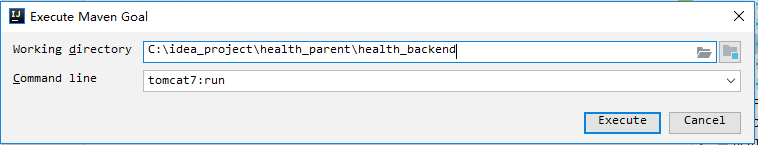 Execute Maven Goal
Working directory C:\idea_project\health_parent\health_backend
Command line tomcat7:run
Execute Cancel